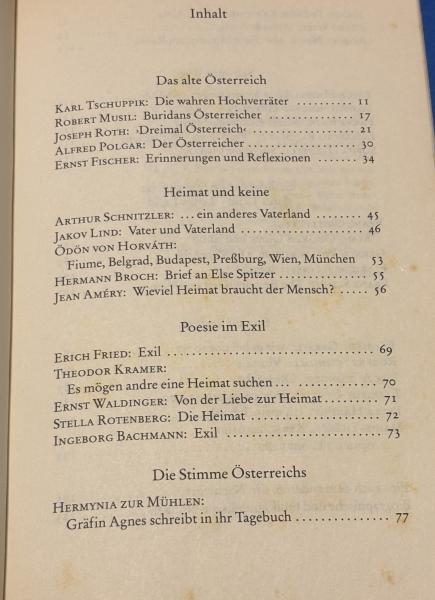 Inhalt
Das alte Österreich
KARL TSCHUPPIK: Die wahren Hochverräter .......... 11
ROBERT MUSIL: Buridans Österreicher .............. 17
JOSEPH ROTH: ›Dreimal Österreich‹ ................ 21
ALFRED POLGAR: Der Österreicher .................. 30
ERNST FISCHER: Erinnerungen und Reflexionen ....... 34
Heimat und keine
ARTHUR SCHNITZLER: ... ein anderes Vaterland ........ 45
JAKOV LIND: Vater und Vaterland .................. 46
ÖDÖN VON HORVÁTH:
Fiume, Belgrad, Budapest, Preßburg, Wien, München 53
HERMANN BROCH: Brief an Else Spitzer .............. 55
JEAN AMÉRY: Wieviel Heimat braucht der Mensch? ..... 56
Poesie im Exil
ERICH FRIED: Exil ................................ 69
THEODOR KRAMER:
Es mögen andre eine Heimat suchen ... ............. 70
ERNST WALDINGER: Von der Liebe zur Heimat ......... 71
STELLA ROTENBERG: Die Heimat ..................... 72
INGEBORG BACHMANN: Exil .......................... 73
Die Stimme Österreichs
HERMYNIA ZUR MÜHLEN:
Gräfin Agnes schreibt in ihr Tagebuch ............... 77